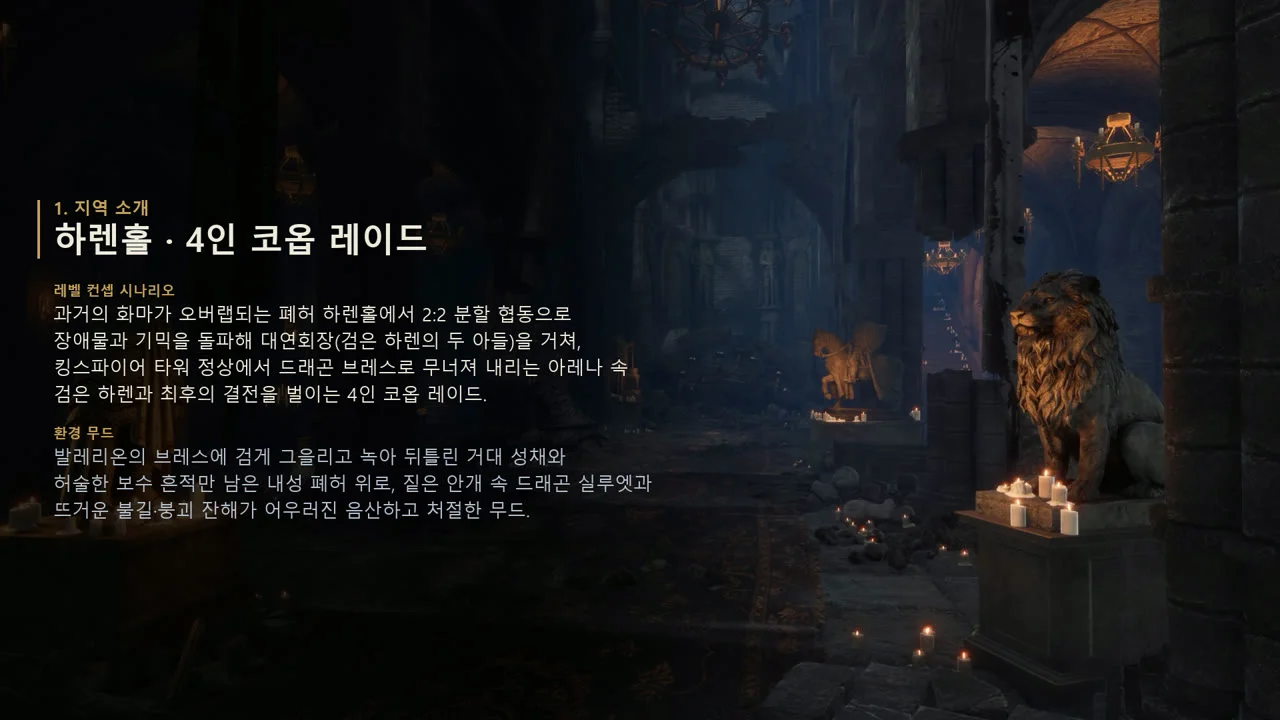 1. 지역 소개
하렌홀 · 4인 코옵 레이드
레벨 컨셉 시나리오
과거의 화마가 오버랩되는 폐허 하렌홀에서 2:2 분할 협동으로
장애물과 기믹을 돌파해 대연회장(검은 하렌의 두 아들)을 거쳐,
킹스파이어 타워 정상에서 드래곤 브레스로 무너져 내리는 아레나 속
검은 하렌과 최후의 결전을 벌이는 4인 코옵 레이드.
환경 무드
발레리온의 브레스에 검게 그을리고 녹아 뒤틀린 거대 성채와
허술한 보수 흔적만 남은 내성 폐허 위로, 짙은 안개 속 드래곤 실루엣과
뜨거운 불길·붕괴 잔해가 어우러진 음산하고 처절한 무드.